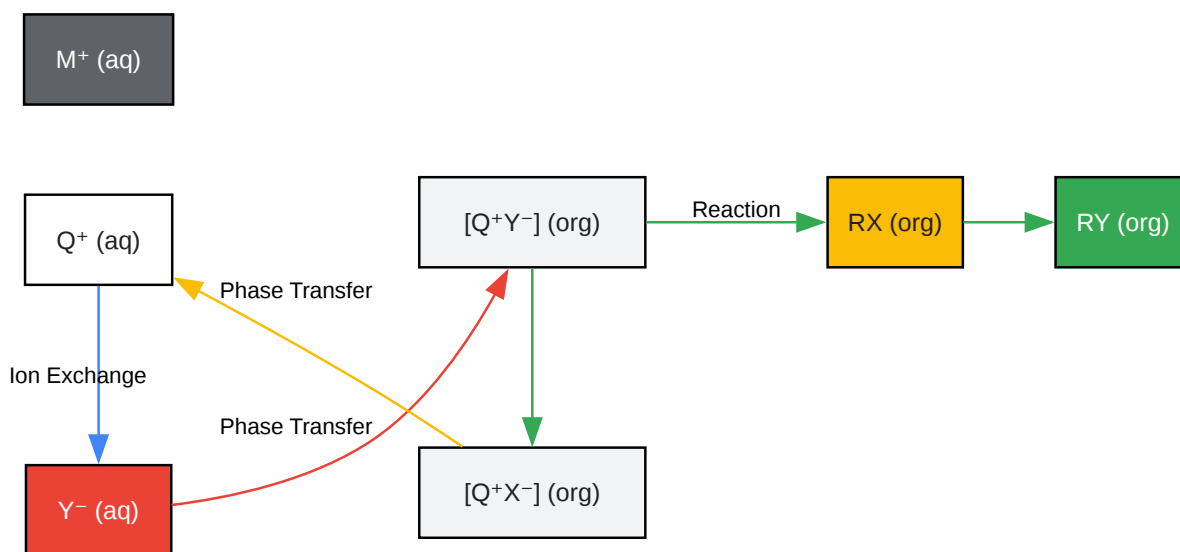 M⁺ (aq)
Q⁺ (aq)
[Q⁺Y⁻] (org)
Reaction
RX (org)
RY (org)
Phase Transfer
Ion Exchange
Phase Transfer
Y⁻ (aq)
[Q⁺X⁻] (org)